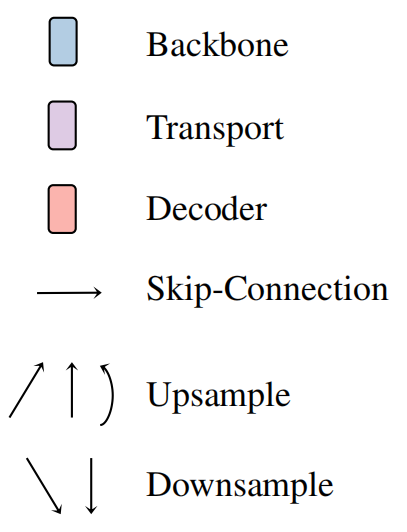 Backbone
Transport
Decoder
Skip-Connection
Upsample
Downsample